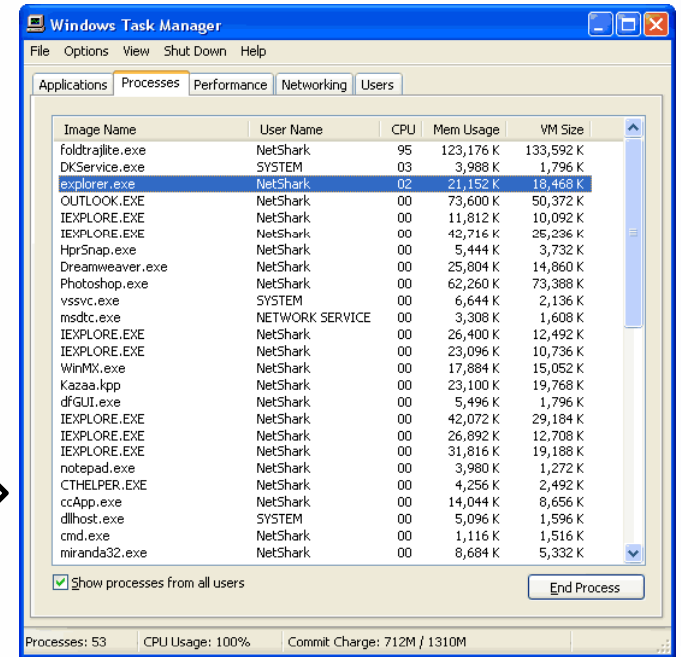 Windows Task Manager
File Options View Shut Down Help
Applications Processes Performance Networking Users
Image Name User Name CPU Mem Usage VM Size
foldtrajlite.exe NetShark 95 123,176 K 133,592 K
DKService.exe SYSTEM 03 3,988 K 1,796 K
explorer.exe NetShark 02 21,152 K 18,468 K
OUTLOOK.EXE NetShark 00 73,600 K 50,372 K
IEXPLORE.EXE NetShark 00 11,812 K 10,092 K
IEXPLORE.EXE NetShark 00 42,716 K 25,236 K
HprSnap.exe NetShark 00 5,444 K 3,732 K
Dreamweaver.exe NetShark 00 25,804 K 14,860 K
Photoshop.exe NetShark 00 62,260 K 73,388 K
vssvc.exe SYSTEM 00 6,644 K 2,136 K
msdtc.exe NETWORK SERVICE 00 3,308 K 1,608 K
IEXPLORE.EXE NetShark 00 26,400 K 12,492 K
IEXPLORE.EXE NetShark 00 23,096 K 10,736 K
WinMX.exe NetShark 00 17,884 K 15,052 K
Kazaa.kpp NetShark 00 23,100 K 19,768 K
dfGUI.exe NetShark 00 5,496 K 1,796 K
IEXPLORE.EXE NetShark 00 42,072 K 29,184 K
IEXPLORE.EXE NetShark 00 26,892 K 12,708 K
IEXPLORE.EXE NetShark 00 31,816 K 19,188 K
notepad.exe NetShark 00 3,980 K 1,272 K
CTHELPER.EXE NetShark 00 4,256 K 2,492 K
ccApp.exe NetShark 00 14,044 K 8,656 K
dllhost.exe SYSTEM 00 5,096 K 1,596 K
cmd.exe NetShark 00 1,116 K 1,516 K
miranda32.exe NetShark 00 8,684 K 5,332 K
Show processes from all users End Process
Processes: 53 CPU Usage: 100% Commit Charge: 712M / 1310M